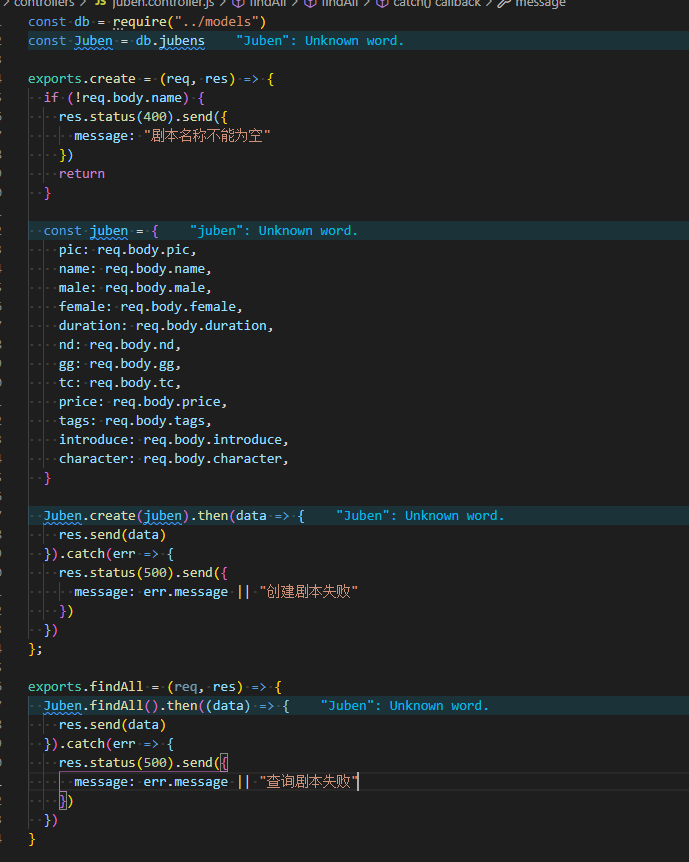 controllers > JS juben.controller.js > findAll > findAll > catch() callback > message
const db = require("../models")
const Juben = db.jubens "Juben": Unknown word.
exports.create = (req, res) => {
if (!req.body.name) {
res.status(400).send({
message: "剧本名称不能为空"
})
return
}
const juben = { "juben": Unknown word.
pic: req.body.pic,
name: req.body.name,
male: req.body.male,
female: req.body.female,
duration: req.body.duration,
nd: req.body.nd,
gg: req.body.gg,
tc: req.body.tc,
price: req.body.price,
tags: req.body.tags,
introduce: req.body.introduce,
character: req.body.character,
}
Juben.create(juben).then(data => { "Juben": Unknown word.
res.send(data)
}).catch(err => {
res.status(500).send({
message: err.message || "创建剧本失败"
})
})
};
exports.findAll = (req, res) => {
Juben.findAll().then((data) => { "Juben": Unknown word.
res.send(data)
}).catch(err => {
res.status(500).send({
message: err.message || "查询剧本失败"
})
})
}